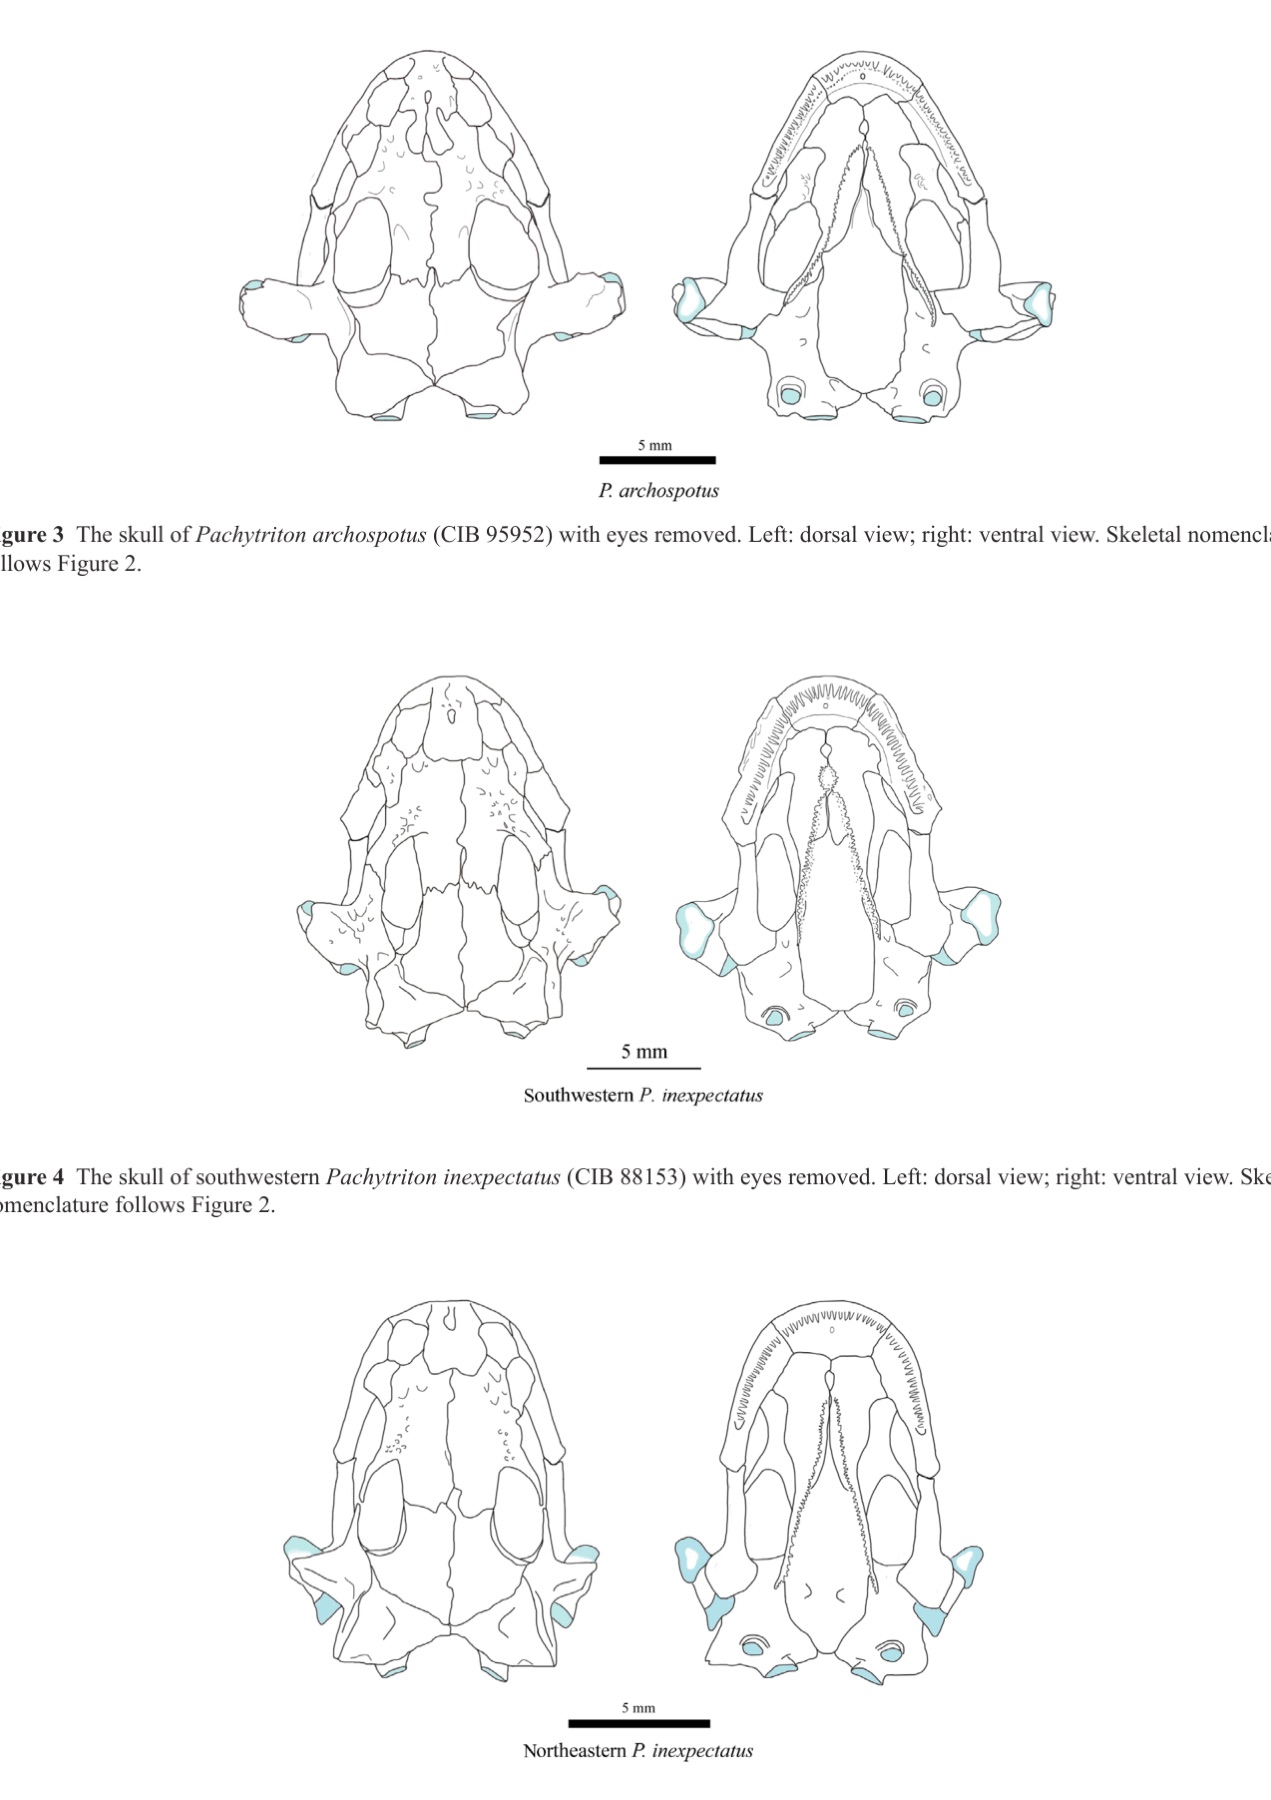 5 mm
P. archospotus
igure 3 The skull of Pachytriton archospotus (CIB 95952) with eyes removed. Left: dorsal view; right: ventral view. Skeletal nomencla
llows Figure 2.
5 mm
Southwestern P. inexpectatus
igure 4 The skull of southwestern Pachytriton inexpectatus (CIB 88153) with eyes removed. Left: dorsal view; right: ventral view. Ske
omenclature follows Figure 2.
5 mm
Northeastern P. inexpectatus